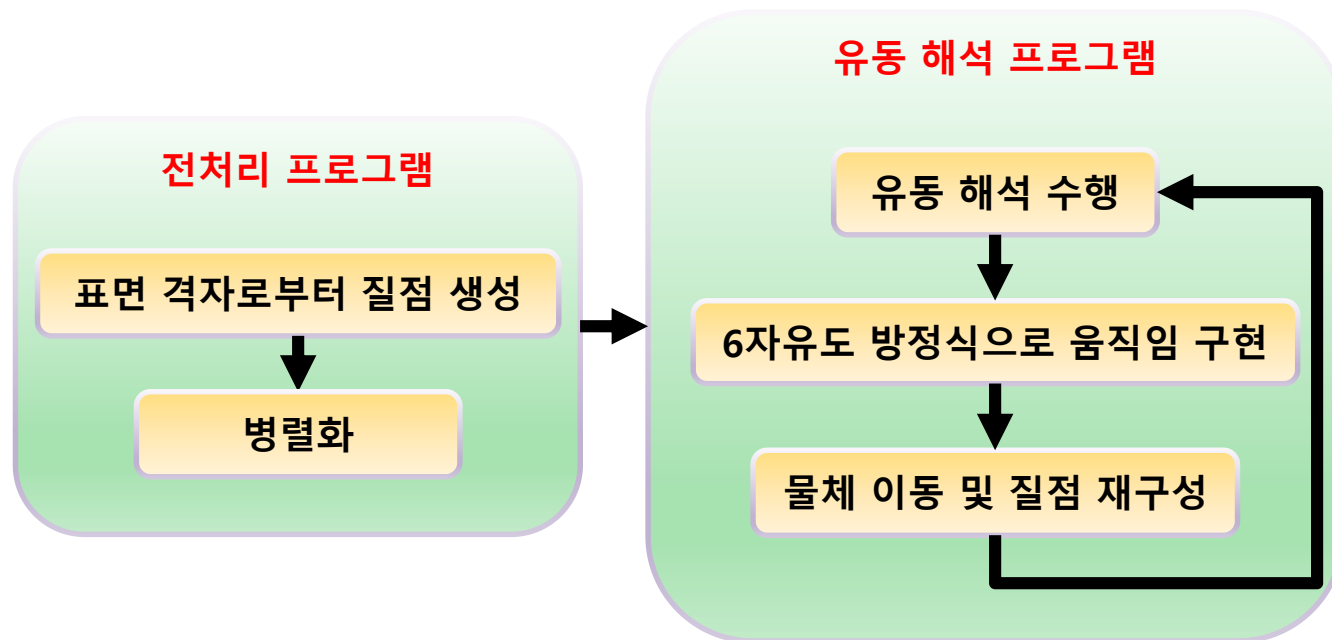 전처리 프로그램
표면 격자로부터 질점 생성
병렬화
유동 해석 프로그램
유동 해석 수행
6자유도 방정식으로 움직임 구현
물체 이동 및 질점 재구성